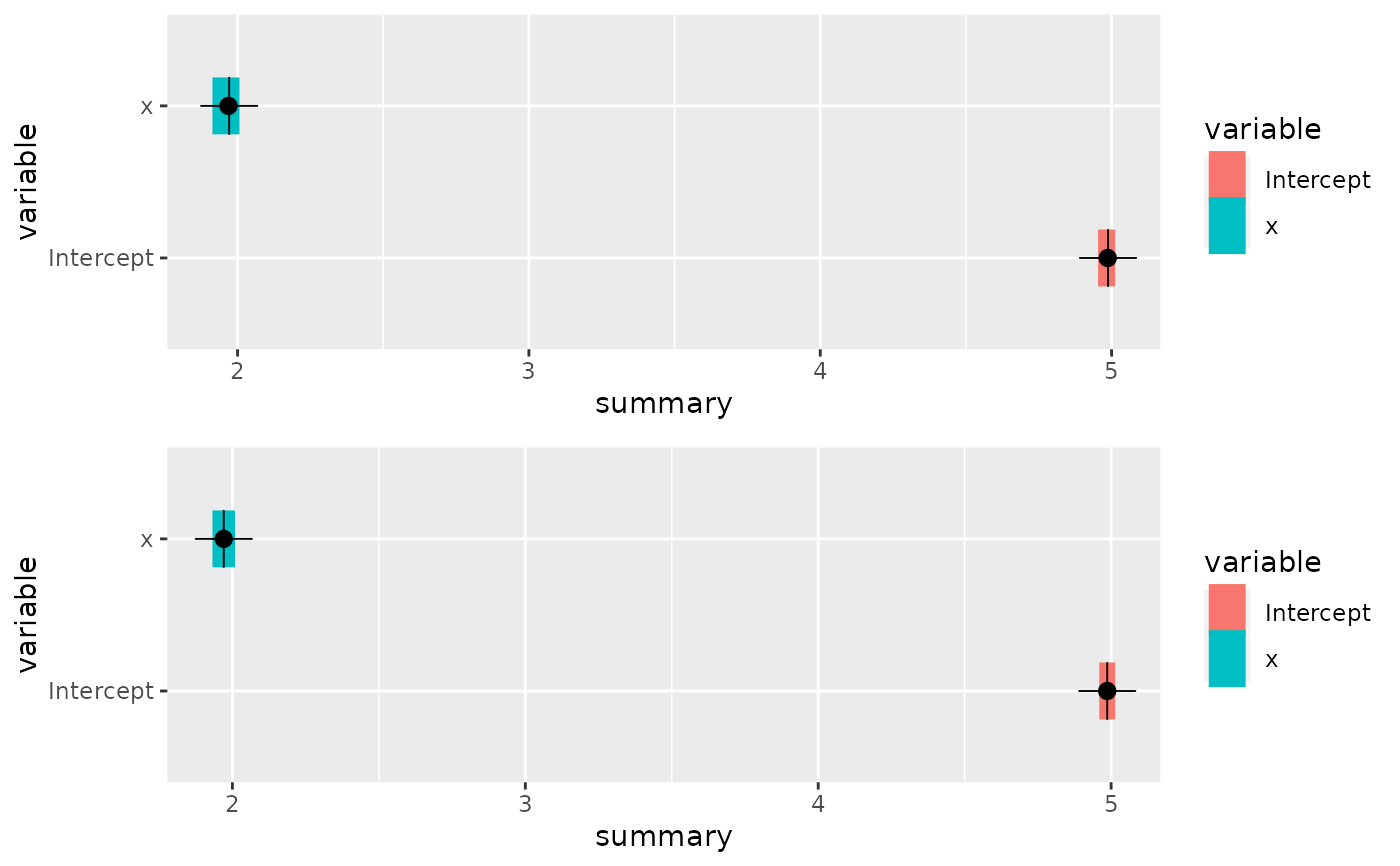 variable
x
Intercept
2 3 4 5
summary
variable
Intercept
x
variable
x
Intercept
2 3 4 5
summary
variable
Intercept
x